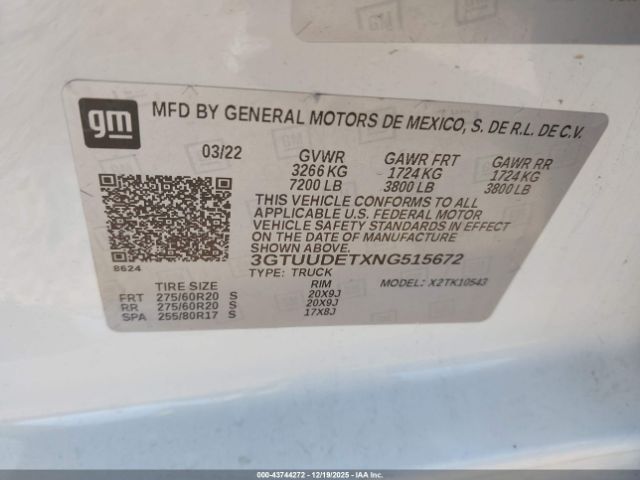 gm
MFD BY GENERAL MOTORS DE MEXICO, S. DE R.L. DE C.V.
03/22 GVWR GAWR FRT GAWR RR
3266 KG 1724 KG 1724 KG
7200 LB 3800 LB 3800 LB
THIS VEHICLE CONFORMS TO ALL
APPLICABLE U.S. FEDERAL MOTOR
VEHICLE SAFETY, BUMPER, AND THEFT
PREVENTION STANDARDS IN EFFECT
ON THE DATE OF MANUFACTURE
SHOWN ABOVE.
8624
3GTUUDETXNG515672
TYPE: TRUCK MODEL: X2TK10543
TIRE SIZE RIM
FRT 275/60R20 S 20X9J
RR 275/60R20 S 20X9J
SPA 255/80R17 S 17X8J
000-43744272 - 12/19/2025 - IAA Inc.